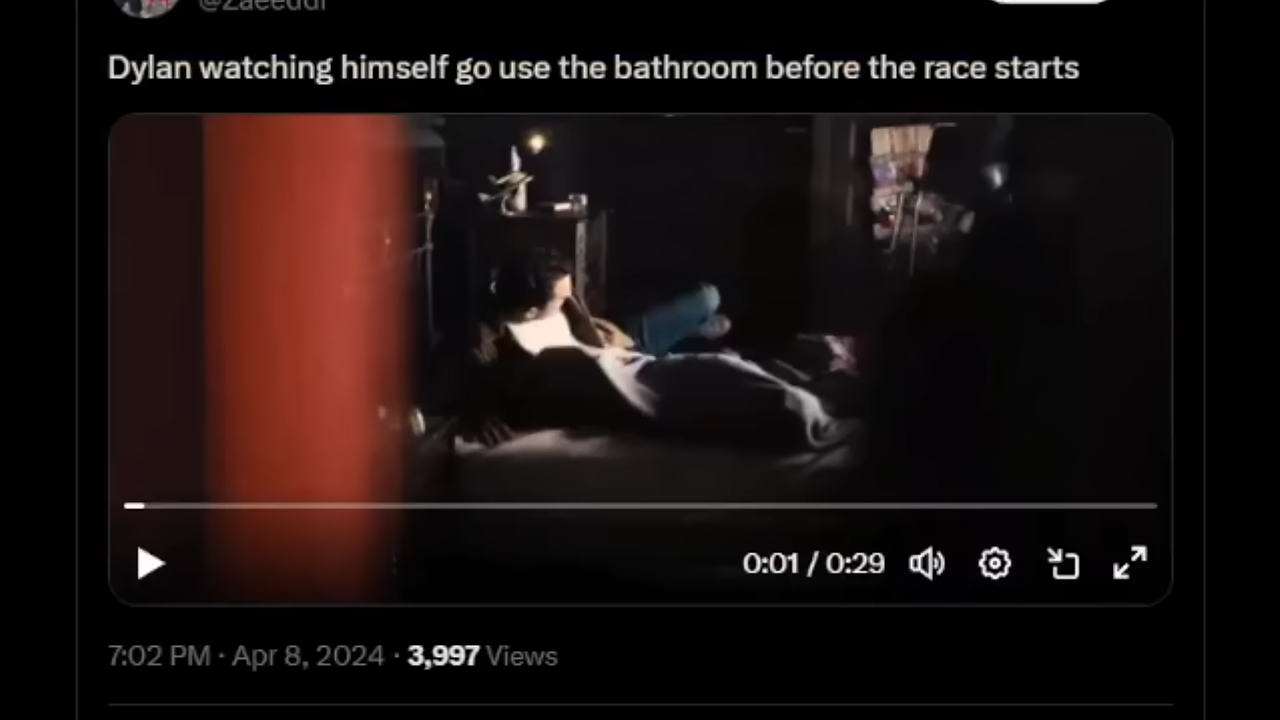 @Zaeeddi
Dylan watching himself go use the bathroom before the race starts
0:01 / 0:29
7:02 PM · Apr 8, 2024 · 3,997 Views